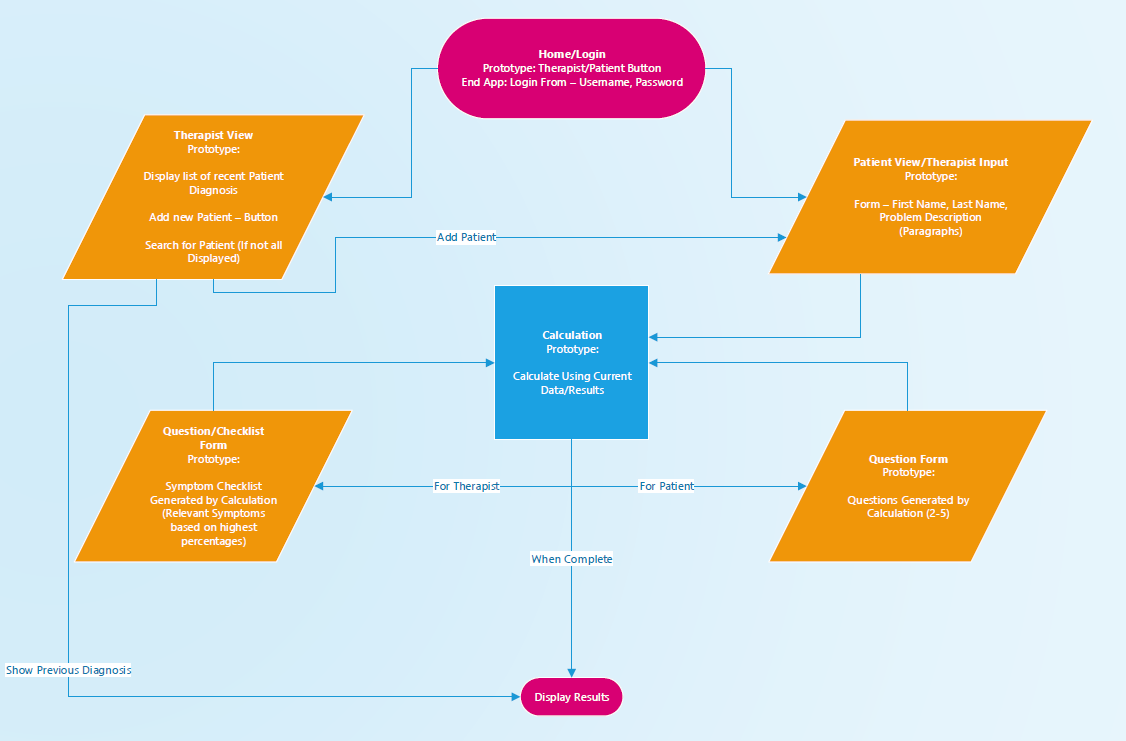 Home/Login
Prototype: Therapist/Patient Button
End App: Login From – Username, Password
Therapist View
Prototype:
Display list of recent Patient
Diagnosis
Add new Patient – Button
Search for Patient (If not all
Displayed)
Patient View/Therapist Input
Prototype:
Form – First Name, Last Name,
Problem Description
(Paragraphs)
Add Patient
Calculation
Prototype:
Calculate Using Current
Data/Results
Question/Checklist
Form
Prototype:
Symptom Checklist
Generated by Calculation
(Relevant Symptoms
based on highest
percentages)
For Therapist
For Patient
Question Form
Prototype:
Questions Generated by
Calculation (2-5)
When Complete
Show Previous Diagnosis
Display Results